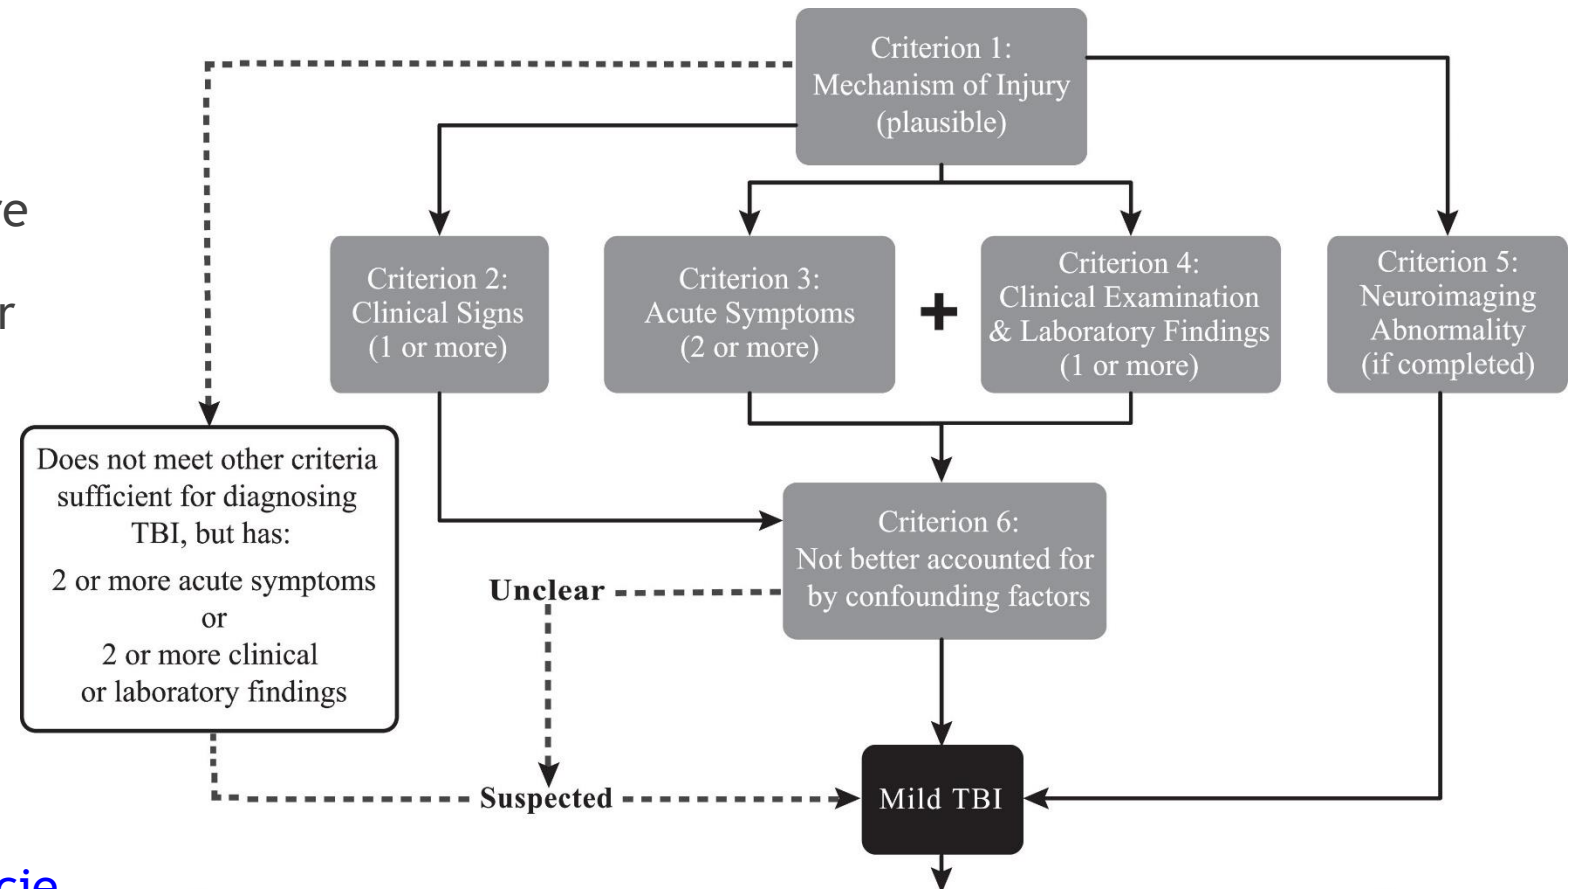 Criterion 1:
Mechanism of Injury
(plausible)
re
r
Criterion 2:
Clinical Signs
(1 or more)
Criterion 3:
Acute Symptoms
(2 or more)
+
Criterion 4:
Clinical Examination
& Laboratory Findings
(1 or more)
Criterion 5:
Neuroimaging
Abnormality
(if completed)
Does not meet other criteria
sufficient for diagnosing
TBI, but has:
2 or more acute symptoms
or
2 or more clinical
or laboratory findings
Criterion 6:
Not better accounted for
by confounding factors
Unclear
Suspected
Mild TBI
cie